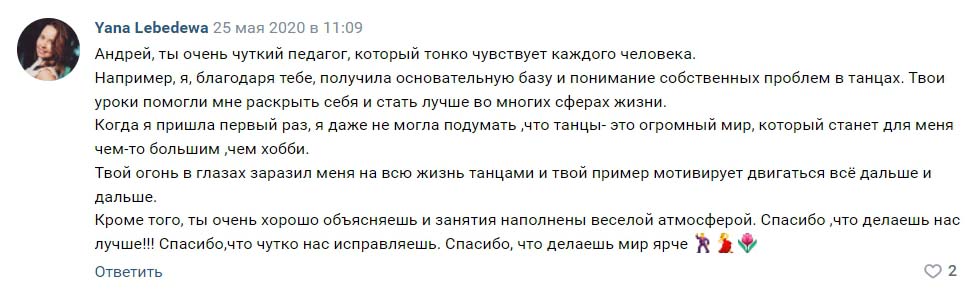 Yana Lebedewa 25 мая 2020 в 11:09
Андрей, ты очень чуткий педагог, который тонко чувствует каждого человека.
Например, я, благодаря тебе, получила основательную базу и понимание собственных проблем в танцах. Твои
уроки помогли мне раскрыть себя и стать лучше во многих сферах жизни.
Когда я пришла первый раз, я даже не могла подумать ,что танцы- это огромный мир, который станет для меня
чем-то большим ,чем хобби.
Твой огонь в глазах заразил меня на всю жизнь танцами и твой пример мотивирует двигаться всё дальше и
дальше.
Кроме того, ты очень хорошо объясняешь и занятия наполнены веселой атмосферой. Спасибо ,что делаешь нас
лучше!!! Спасибо,что чутко нас исправляешь. Спасибо, что делаешь мир ярче 🕺💃🌷
Ответить 2